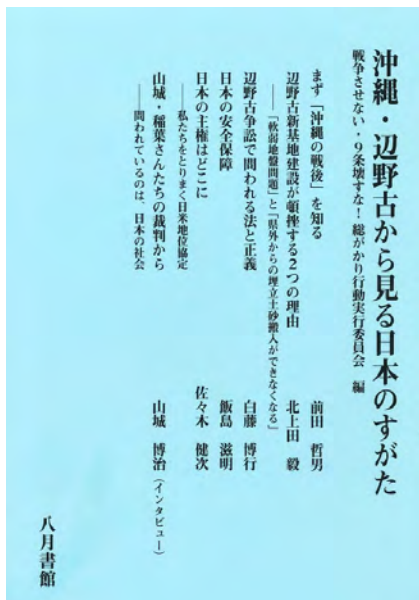 沖縄・辺野古から見る日本のすがた
戦争させない・9条壊すな！総がかり行動実行委員会　編
まず「沖縄の戦後」を知る　前田　哲男
辺野古新基地建設が頓挫する2つの理由　北上田　毅
――「軟弱地盤問題」と「県外からの埋立土砂搬入ができなくなる」
辺野古争訟で問われる法と正義　白藤　博行
日本の安全保障　飯島　滋明
日本の主権はどこに　佐々木　健次
――私たちをとりまく日米地位協定
山城・稲葉さんたちの裁判から　山城　博治（インタビュー）
――問われているのは、日本の社会
八月書館